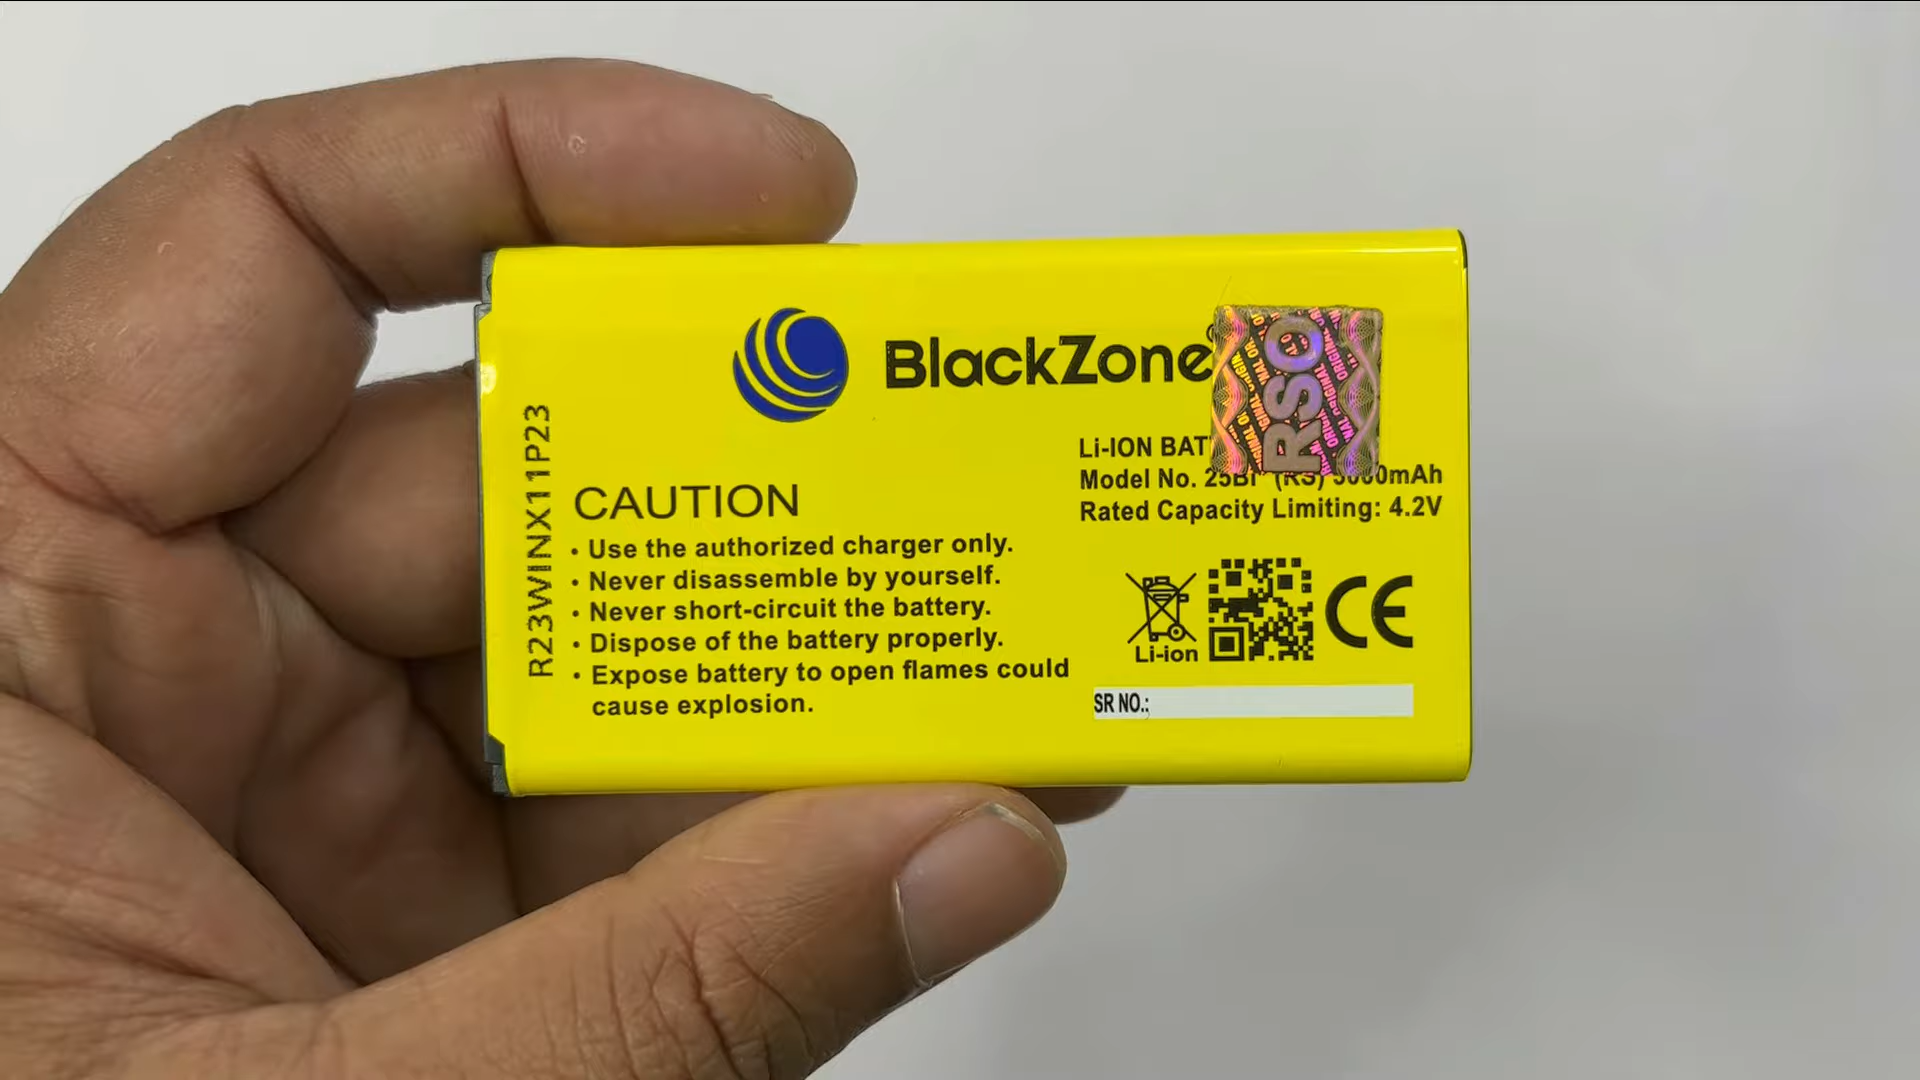 BlackZone®
RSC
ORIGINAL
Li-ION
Model No.
Rated Capacity Limiting: 4.2V
R23WINX11P23
CAUTION
• Use the authorized charger only.
• Never disassemble by yourself.
• Never short-circuit the battery.
• Dispose of the battery properly.
• Expose battery to open flames could
cause explosion.
Li-ion
CE
SR NO.: